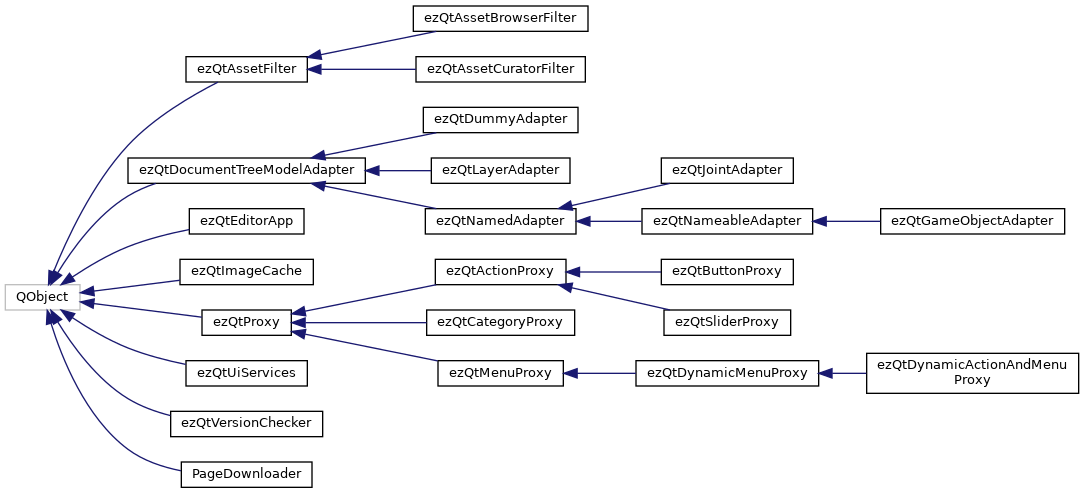 ezQtAssetBrowserFilter
ezQtAssetFilter
ezQtAssetCuratorFilter
ezQtDummyAdapter
ezQtDocumentTreeModelAdapter
ezQtLayerAdapter
ezQtJointAdapter
ezQtEditorApp
ezQtNamedAdapter
ezQtNameableAdapter
ezQtGameObjectAdapter
ezQtImageCache
ezQtActionProxy
ezQtButtonProxy
QObject
ezQtProxy
ezQtCategoryProxy
ezQtSliderProxy
ezQtUiServices
ezQtMenuProxy
ezQtDynamicMenuProxy
ezQtDynamicActionAndMenu
Proxy
ezQtVersionChecker
PageDownloader